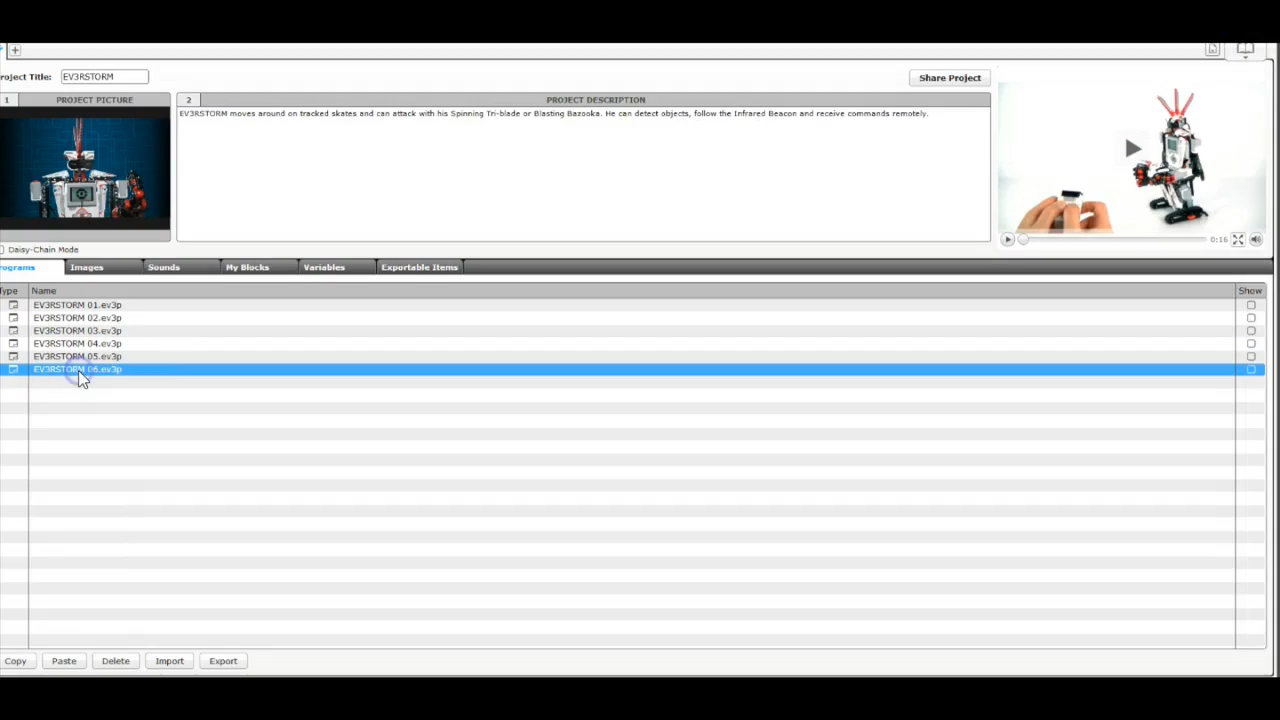 +
roject Title: EV3RSTORM
Share Project
1 PROJECT PICTURE
2 PROJECT DESCRIPTION
EV3RSTORM moves around on tracked skates and can attack with his Spinning Tri-blade or Blasting Bazooka. He can detect objects, follow the Infrared Beacon and receive commands remotely.
0:16
Daisy-Chain Mode
rograms Images Sounds My Blocks Variables Exportable Items
Type Name Show
EV3RSTORM 01.ev3p
EV3RSTORM 02.ev3p
EV3RSTORM 03.ev3p
EV3RSTORM 04.ev3p
EV3RSTORM 05.ev3p
EV3RSTORM 06.ev3p
Copy Paste Delete Import Export